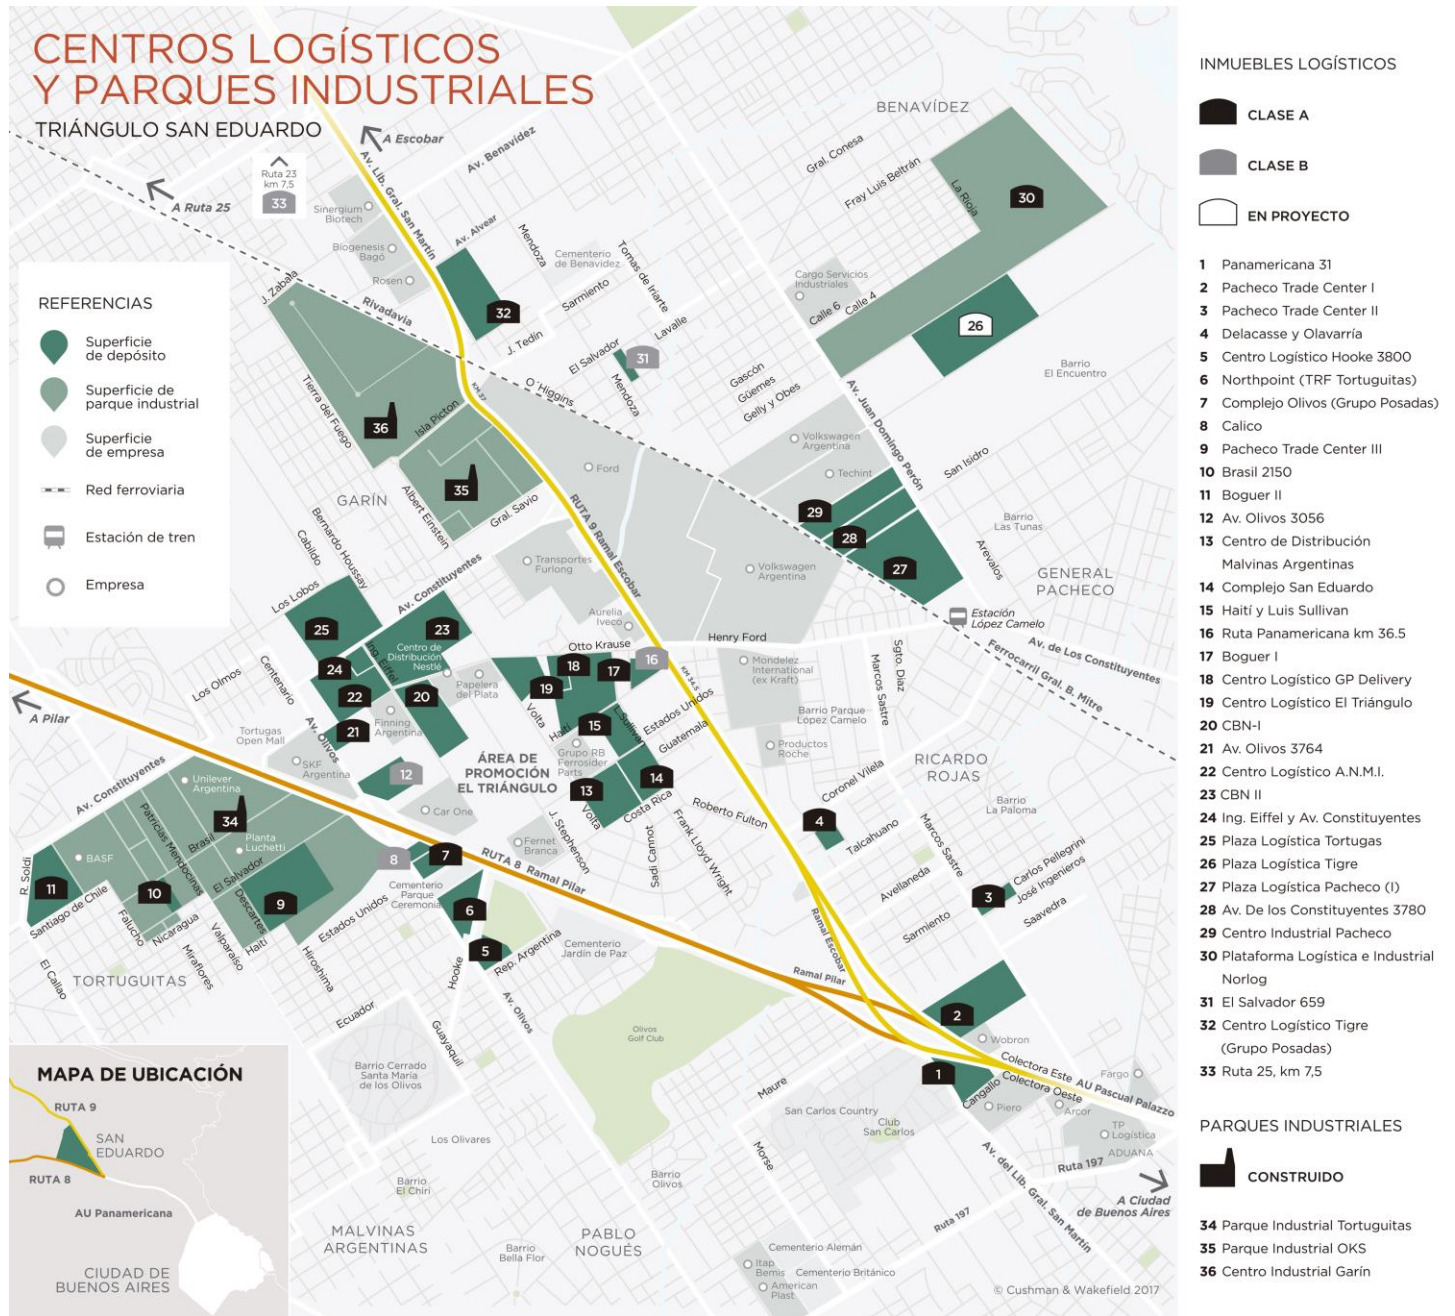 CENTROS LOGÍSTICOS
Y PARQUES INDUSTRIALES
TRIÁNGULO SAN EDUARDO
A Escobar
Av. Benavidez
Ruta 23
km 7,5
33
A Ruta 25
Av. Lib. Gral. San Martín
Sinergium
Biotech
Biogenesis
Bagó
Rosen
Av. Alvear
Mendoza
Cementerio
de Benavidez
Tomas de Iriarte
Sarmiento
32
J. Tedín
El Salvador
Lavalle
31
Mendoza
O´Higgins
BENAVÍDEZ
Gral. Conesa
Fray Luis Beltrán
La Rioja
30
Cargo Servicios
Industriales
Calle 6
Calle 4
26
Barrio
El Encuentro
Gascón
Güemes
Gelly y Obes
Av. Juan Domingo Perón
REFERENCIAS
Superficie
de depósito
Superficie de
parque industrial
Superficie
de empresa
Red ferroviaria
Estación de tren
Empresa
J. Zabala
Rivadavia
Tierra del Fuego
36
Isla Picton
KM 37
35
Albert Einstein
Gral. Savio
GARÍN
Ford
RUTA 9 Ramal Escobar
Volkswagen
Argentina
Techint
San Isidro
29
28
27
Barrio
Las Tunas
Arevalos
GENERAL
PACHECO
Volkswagen
Argentina
Estación
López Camelo
Av. de Los Constituyentes
Ferrocarril Gral. B. Mitre
Bernardo Houssay
Cabildo
Los Lobos
Av. Constituyentes
Transportes
Furlong
Aurelia
Iveco
Otto Krause
Henry Ford
25
23
Centro de
Distribución
Nestlé
24
Ing. Eiffel
22
20
Papelera
del Plata
Finning
Argentina
21
18
17
16
19
KM 34.5
Mondelez
International
(ex Kraft)
Sgto. Diaz
Marcos Sastre
Barrio Parque
López Camelo
Productos
Roche
Volta
Haití
15
L. Sullivan
Estados Unidos
Guatemala
Grupo RB
Ferrosider
Parts
13
14
Volta
Costa Rica
J. Stephenson
Sadi Cannot
Frank Lloyd Wright
Roberto Fulton
ÁREA DE
PROMOCIÓN
EL TRIÁNGULO
Los Olmos
Centenario
Av. Olivos
A Pilar
Tortugas
Open Mall
SKF
Argentina
12
Car One
Fernet
Branca
RUTA 8 Ramal Pilar
Av. Constituyentes
Unilever
Argentina
34
Planta
Luchetti
Patricias Mendocinas
Brasil
BASF
R. Soldi
11
Santiago de Chile
10
El Salvador
9
Falucho
Nicaragua
Descartes
Haití
Estados Unidos
Hiroshima
Valparaíso
Miraflores
El Callao
TORTUGUITAS
8
7
Cementerio
Parque
Ceremonial
6
5
Rep. Argentina
Hooke
Cementerio
Jardín de Paz
Av. Olivos
Ecuador
Guayaquil
Barrio Cerrado
Santa María
de los Olivos
Olivos
Golf Club
RICARDO
ROJAS
Coronel Vilela
4
Talcahuano
Marcos Sastre
Barrio
La Paloma
Avellaneda
Carlos Pellegrini
José Ingenieros
3
Saavedra
Sarmiento
Ramal Escobar
Ramal Pilar
2
Wobron
1
Cangallo
Colectora Este
Colectora Oeste
AU Pascual Palazzo
Fargo
Piero
Arcor
TP
Logística
ADUANA
Ruta 197
A Ciudad
de Buenos Aires
Maure
San Carlos Country
Club
San Carlos
Morse
Av. del Lib. Gral. San Martín
Ruta 197
Los Olivares
Barrio
El Chiri
MALVINAS
ARGENTINAS
Barrio
Bella Flor
PABLO
NOGUÉS
Barrio
Olivos
Cementerio Alemán
Itap
Bemis
Cementerio Británico
American
Plast
© Cushman & Wakefield 2017
MAPA DE UBICACIÓN
RUTA 9
SAN
EDUARDO
RUTA 8
AU Panamericana
CIUDAD DE
BUENOS AIRES
INMUEBLES LOGÍSTICOS
CLASE A
CLASE B
EN PROYECTO
1 Panamericana 31
2 Pacheco Trade Center I
3 Pacheco Trade Center II
4 Delacasse y Olavarría
5 Centro Logístico Hooke 3800
6 Northpoint (TRF Tortuguitas)
7 Complejo Olivos (Grupo Posadas)
8 Calico
9 Pacheco Trade Center III
10 Brasil 2150
11 Boguer II
12 Av. Olivos 3056
13 Centro de Distribución
Malvinas Argentinas
14 Complejo San Eduardo
15 Haití y Luis Sullivan
16 Ruta Panamericana km 36.5
17 Boguer I
18 Centro Logístico GP Delivery
19 Centro Logístico El Triángulo
20 CBN-I
21 Av. Olivos 3764
22 Centro Logístico A.N.M.I.
23 CBN II
24 Ing. Eiffel y Av. Constituyentes
25 Plaza Logística Tortugas
26 Plaza Logística Tigre
27 Plaza Logística Pacheco (I)
28 Av. De los Constituyentes 3780
29 Centro Industrial Pacheco
30 Plataforma Logística e Industrial
Norlog
31 El Salvador 659
32 Centro Logístico Tigre
(Grupo Posadas)
33 Ruta 25, km 7,5
PARQUES INDUSTRIALES
CONSTRUIDO
34 Parque Industrial Tortuguitas
35 Parque Industrial OKS
36 Centro Industrial Garín